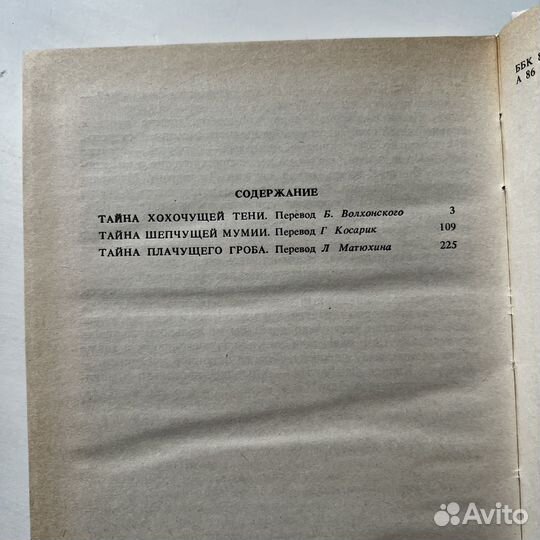 ББК 8
А 86
СОДЕРЖАНИЕ
ТАЙНА ХОХОЧУЩЕЙ ТЕНИ. Перевод Б. Волхонского 3
ТАЙНА ШЕПЧУЩЕЙ МУМИИ. Перевод Г Косарик 109
ТАЙНА ПЛАЧУЩЕГО ГРОБА. Перевод Л Матюхина 225
Avito